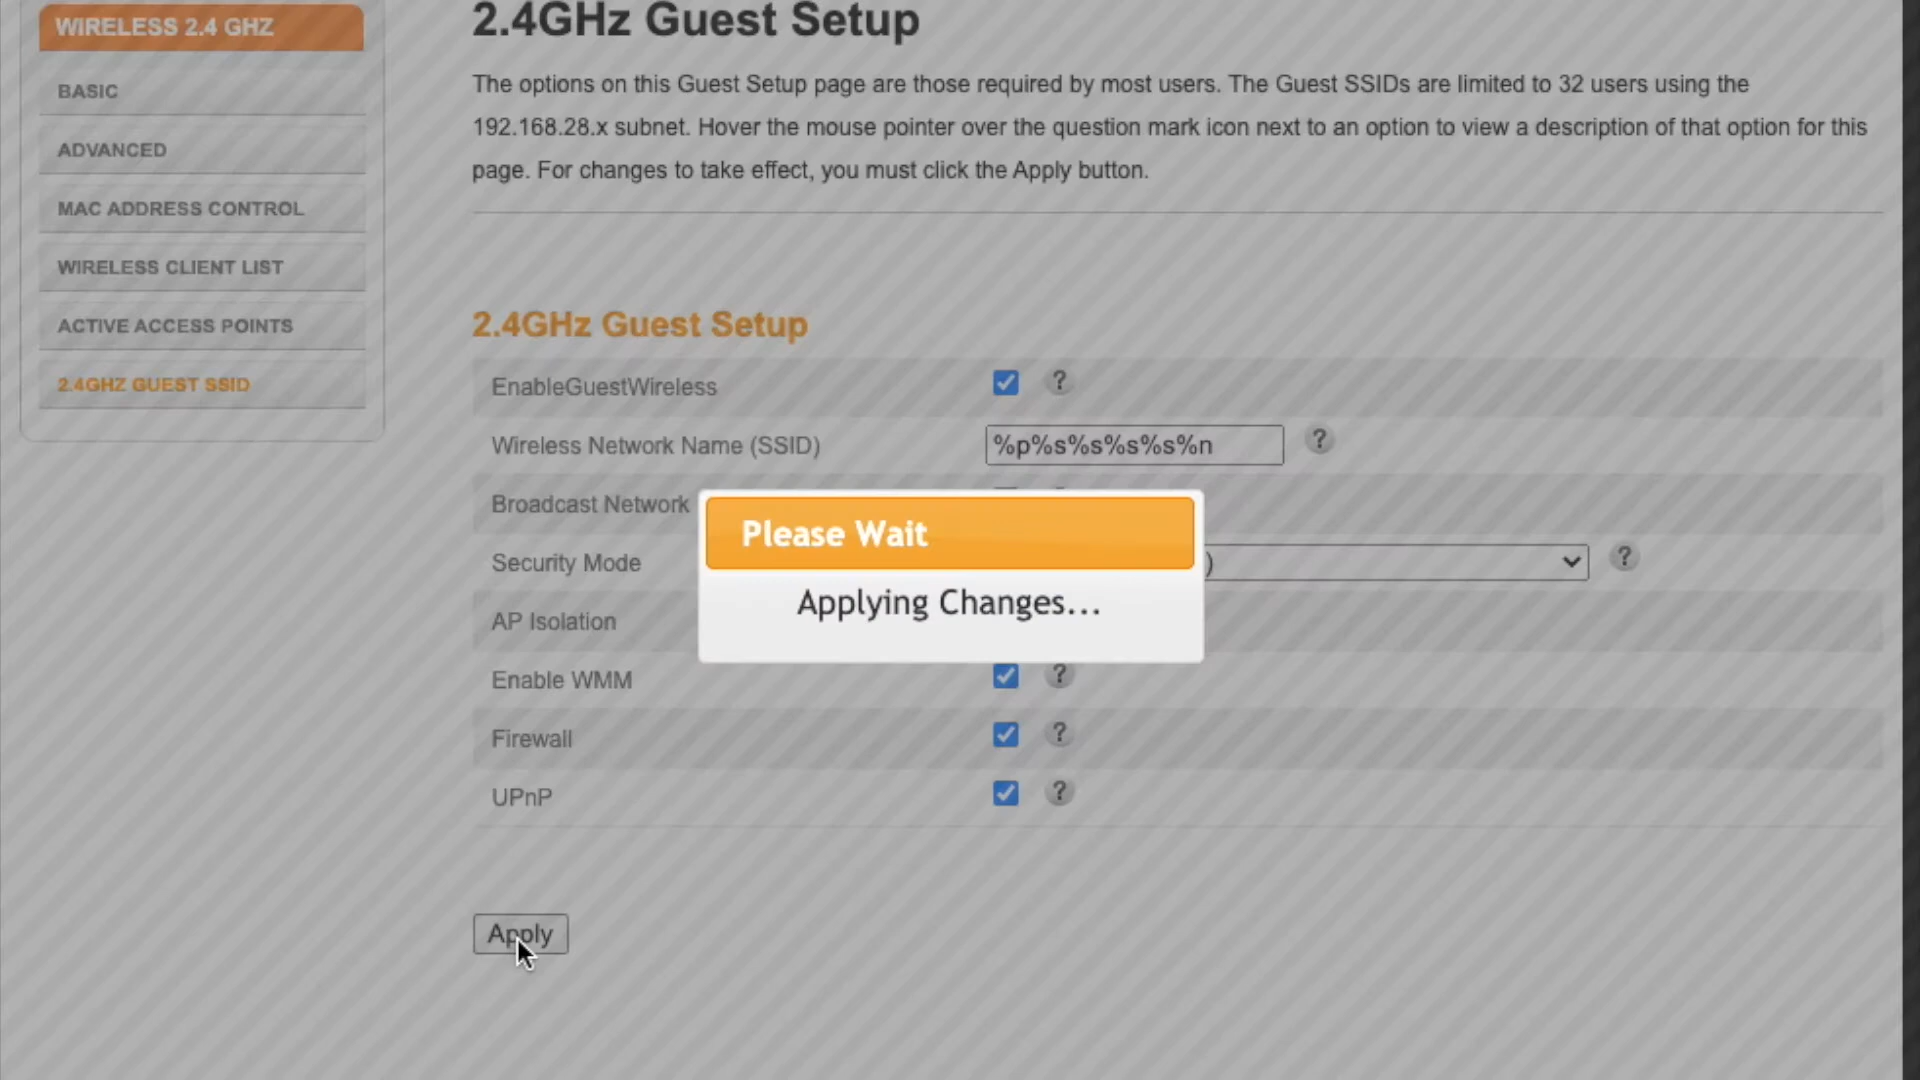 WIRELESS 2.4 GHZ
BASIC
ADVANCED
MAC ADDRESS CONTROL
WIRELESS CLIENT LIST
ACTIVE ACCESS POINTS
2.4GHZ GUEST SSID
2.4GHz Guest Setup
The options on this Guest Setup page are those required by most users. The Guest SSIDs are limited to 32 users using the
192.168.28.x subnet. Hover the mouse pointer over the question mark icon next to an option to view a description of that option for this
page. For changes to take effect, you must click the Apply button.
2.4GHz Guest Setup
EnableGuestWireless ?
Wireless Network Name (SSID) %p%s%s%s%s%n ?
Broadcast Network
Please Wait
Security Mode ) ?
Applying Changes...
AP Isolation
Enable WMM ?
Firewall ?
UPnP ?
Apply